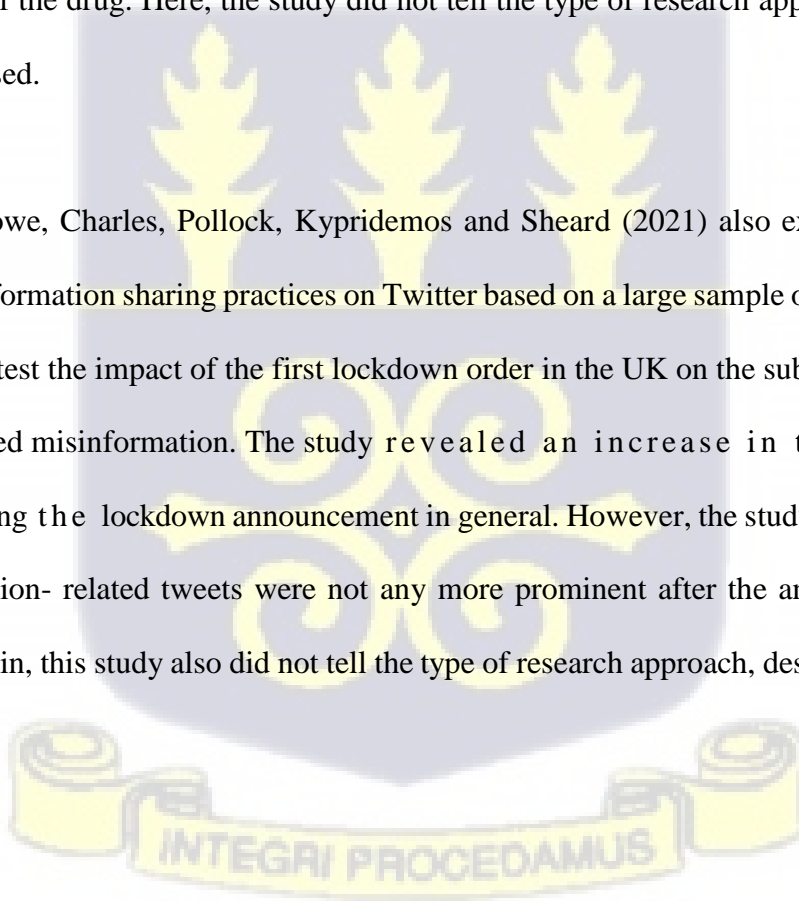 f the drug. Here, the study did not tell the type of research app
sed.
owe, Charles, Pollock, Kypridemos and Sheard (2021) also ex
formation sharing practices on Twitter based on a large sample o
test the impact of the first lockdown order in the UK on the sub
ed misinformation. The study revealed an increase in t
ng the lockdown announcement in general. However, the stud
ion- related tweets were not any more prominent after the an
in, this study also did not tell the type of research approach, des
INTEGRI PROCEDAMUS